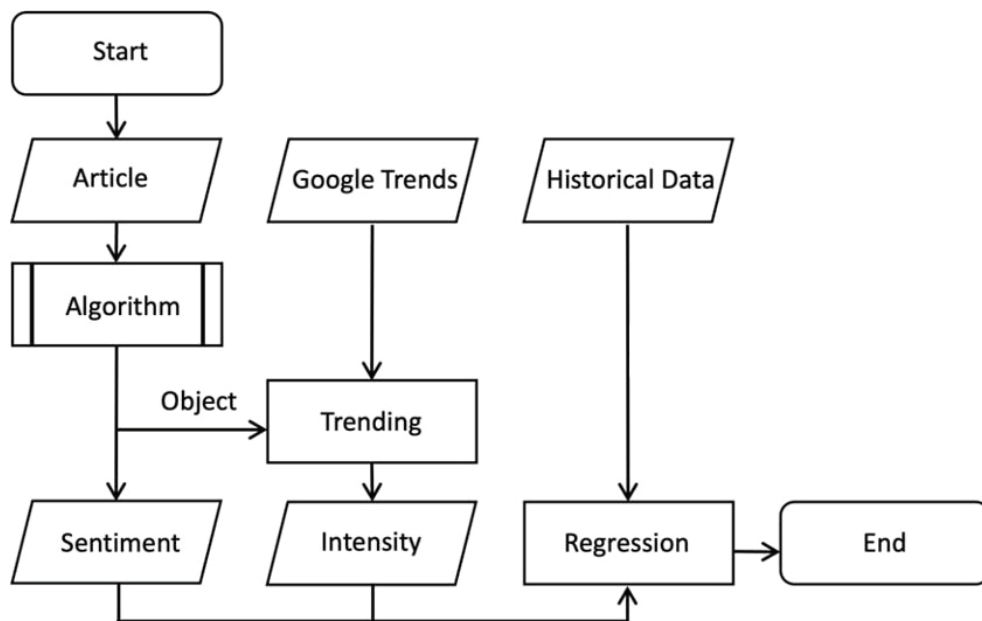 Start
Article
Google Trends
Historical Data
Algorithm
Object
Trending
Sentiment
Intensity
Regression
End